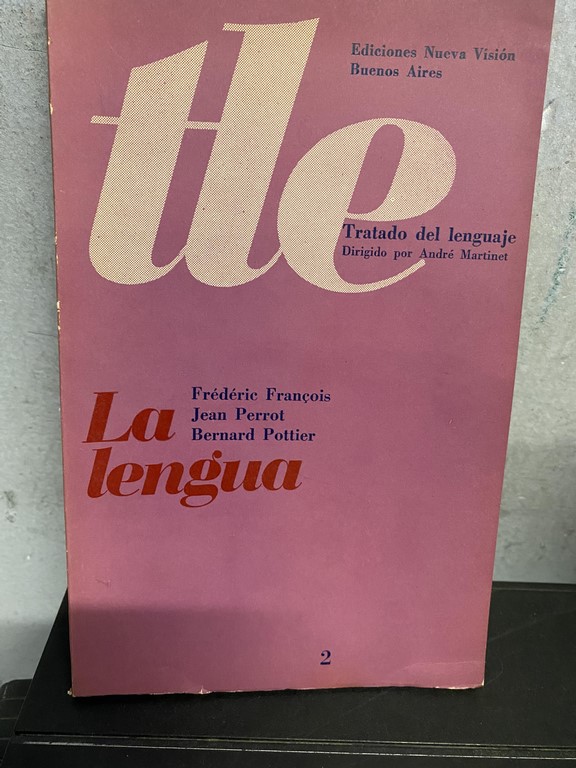 tle
Ediciones Nueva Visión
Buenos Aires
Tratado del lenguaje
Dirigido por André Martinet
Frédéric François
Jean Perrot
Bernard Pottier
La
lengua
2